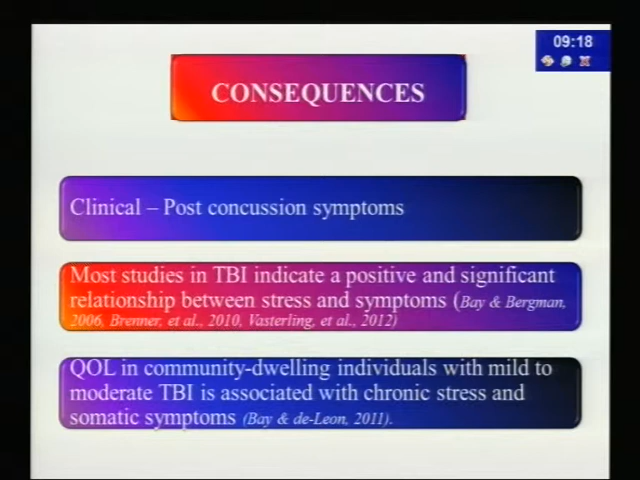 09:18
CONSEQUENCES
Clinical – Post concussion symptoms
Most studies in TBI indicate a positive and significant
relationship between stress and symptoms (Bay & Bergman,
2006, Brenner, et al., 2010, Vasterling, et al., 2012)
QOL in community-dwelling individuals with mild to
moderate TBI is associated with chronic stress and
somatic symptoms (Bay & de-Leon, 2011).